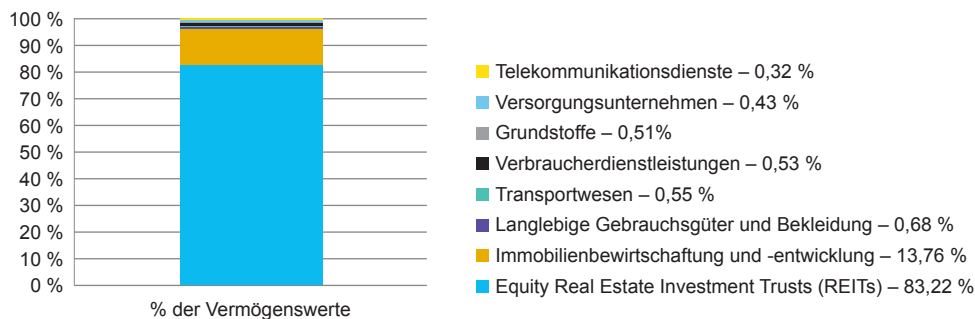 100 %
90 %
80 %
70 %
60 %
50 %
40 %
30 %
20 %
10 %
0 %
% der Vermögenswerte
Telekommunikationsdienste – 0,32 %
Versorgungsunternehmen – 0,43 %
Grundstoffe – 0,51%
Verbraucherdienstleistungen – 0,53 %
Transportwesen – 0,55 %
Langlebige Gebrauchsgüter und Bekleidung – 0,68 %
Immobilienbewirtschaftung und -entwicklung – 13,76 %
Equity Real Estate Investment Trusts (REITs) – 83,22 %